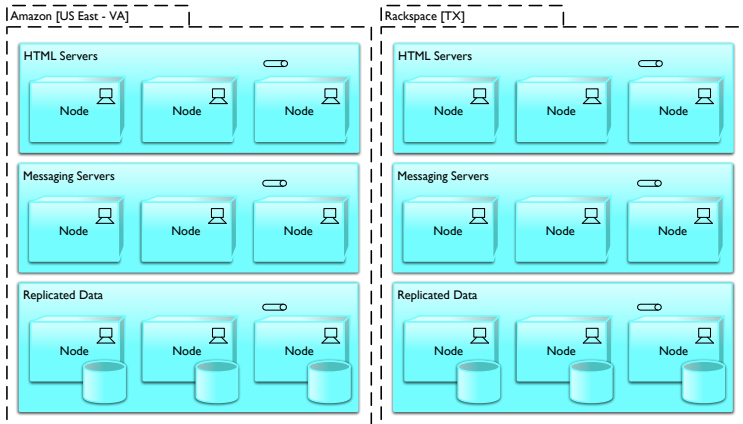 Amazon [US East - VA]
HTML Servers
Node
Node
Node
Messaging Servers
Node
Node
Node
Replicated Data
Node
Node
Node
Rackspace [TX]
HTML Servers
Node
Node
Node
Messaging Servers
Node
Node
Node
Replicated Data
Node
Node
Node